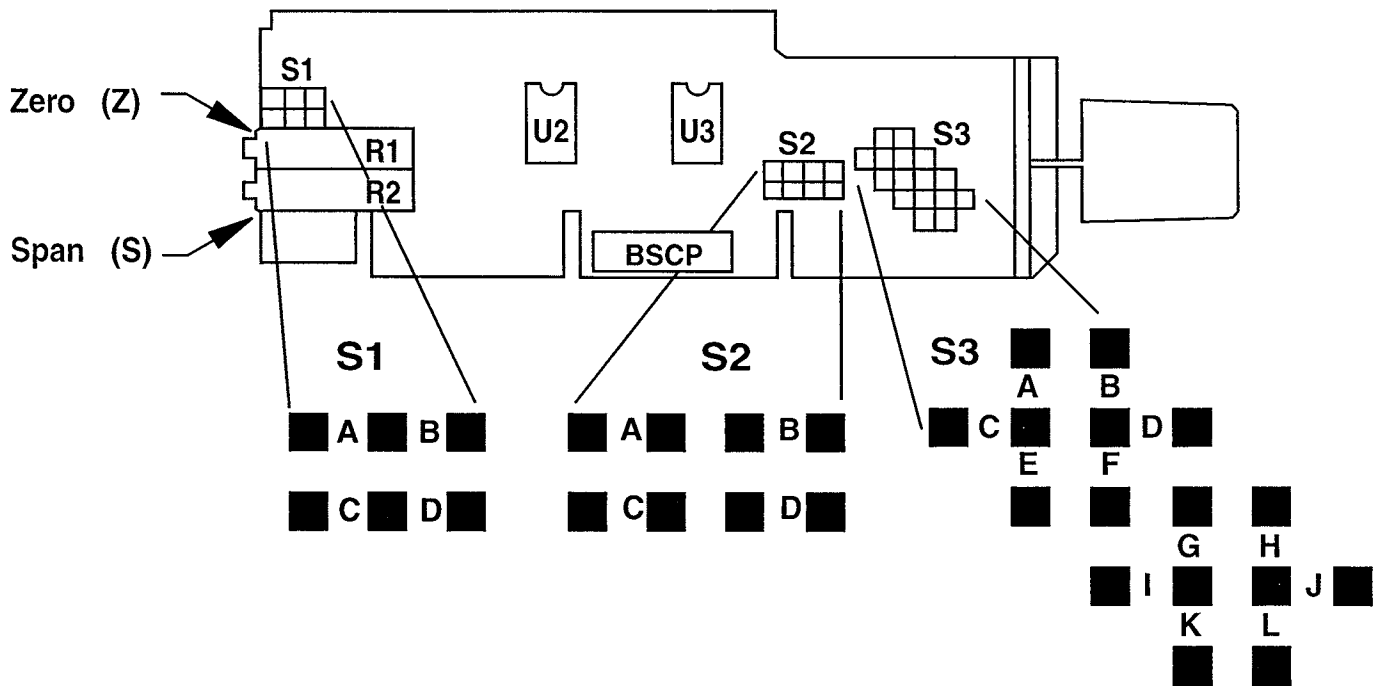 S1
Zero (Z)
U2
U3
S3
S2
R1
R2
Span (S)
BSCP
S1
S2
S3
A
B
A B
A B
C D
E F
C D
C D
G H
I J
K L